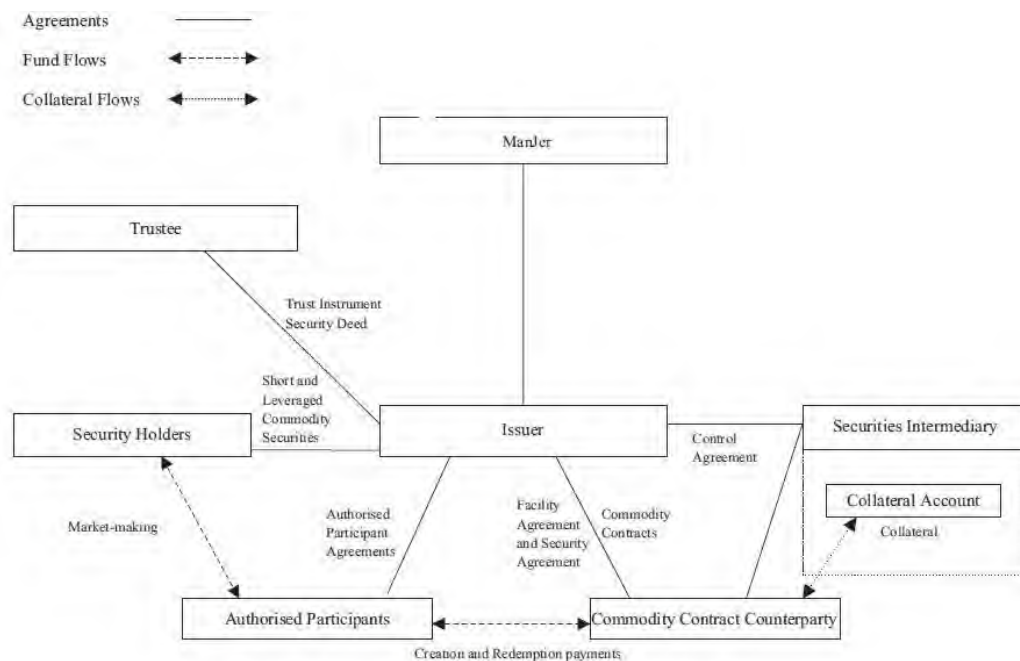 Agreements
Fund Flows
Collateral Flows
ManJer
Trustee
Trust Instrument
Security Deed
Short and
Leveraged
Commodity
Securities
Security Holders
Issuer
Control
Agreement
Securities Intermediary
Collateral Account
Collateral
Market-making
Authorised
Participant
Agreements
Facility
Agreement
and Security
Agreement
Commodity
Contracts
Authorised Participants
Commodity Contract Counterparty
Creation and Redemption payments